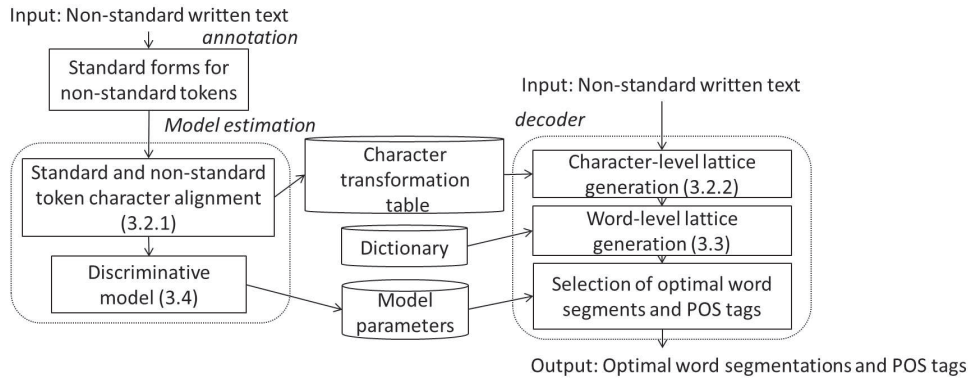 Input: Non-standard written text
annotation
Standard forms for
non-standard tokens
Model estimation
Standard and non-standard
token character alignment
(3.2.1)
Discriminative
model (3.4)
Character
transformation
table
Dictionary
Model
parameters
Input: Non-standard written text
decoder
Character-level lattice
generation (3.2.2)
Word-level lattice
generation (3.3)
Selection of optimal word
segments and POS tags
Output: Optimal word segmentations and POS tags